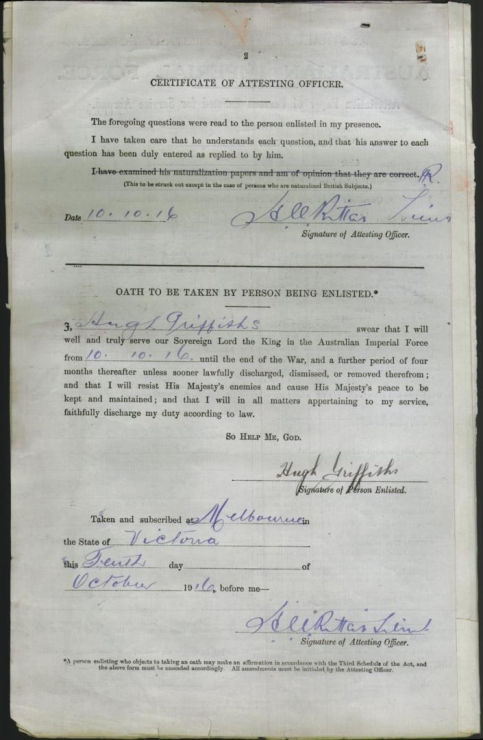 2
CERTIFICATE OF ATTESTING OFFICER.
The foregoing questions were read to the person enlisted in my presence.
I have taken care that he understands each question, and that his answer to each
question has been duly entered as replied to by him.
I have examined his naturalization papers and am of opinion that they are correct.
(This to be struck out except in the case of persons who are naturalized British Subjects.)
Date 10.10.16
Signature of Attesting Officer.
OATH TO BE TAKEN BY PERSON BEING ENLISTED.*
I, Hugh Griffiths swear that I will
well and truly serve our Sovereign Lord the King in the Australian Imperial Force
from 10. 10. 16. until the end of the War, and a further period of four
months thereafter unless sooner lawfully discharged, dismissed, or removed therefrom;
and that I will resist His Majesty's enemies and cause His Majesty's peace to be
kept and maintained; and that I will in all matters appertaining to my service,
faithfully discharge my duty according to law.
SO HELP ME, GOD.
Hugh Griffiths
Signature of Person Enlisted.
Taken and subscribed at Melbourne in
the State of Victoria
this Tenth day of
October 1916, before me—
Signature of Attesting Officer.
*A person enlisting who objects to taking an oath may make an affirmation in accordance with the Third Schedule of the Act, and
the above form must be amended accordingly. All amendments must be initialed by the Attesting Officer.